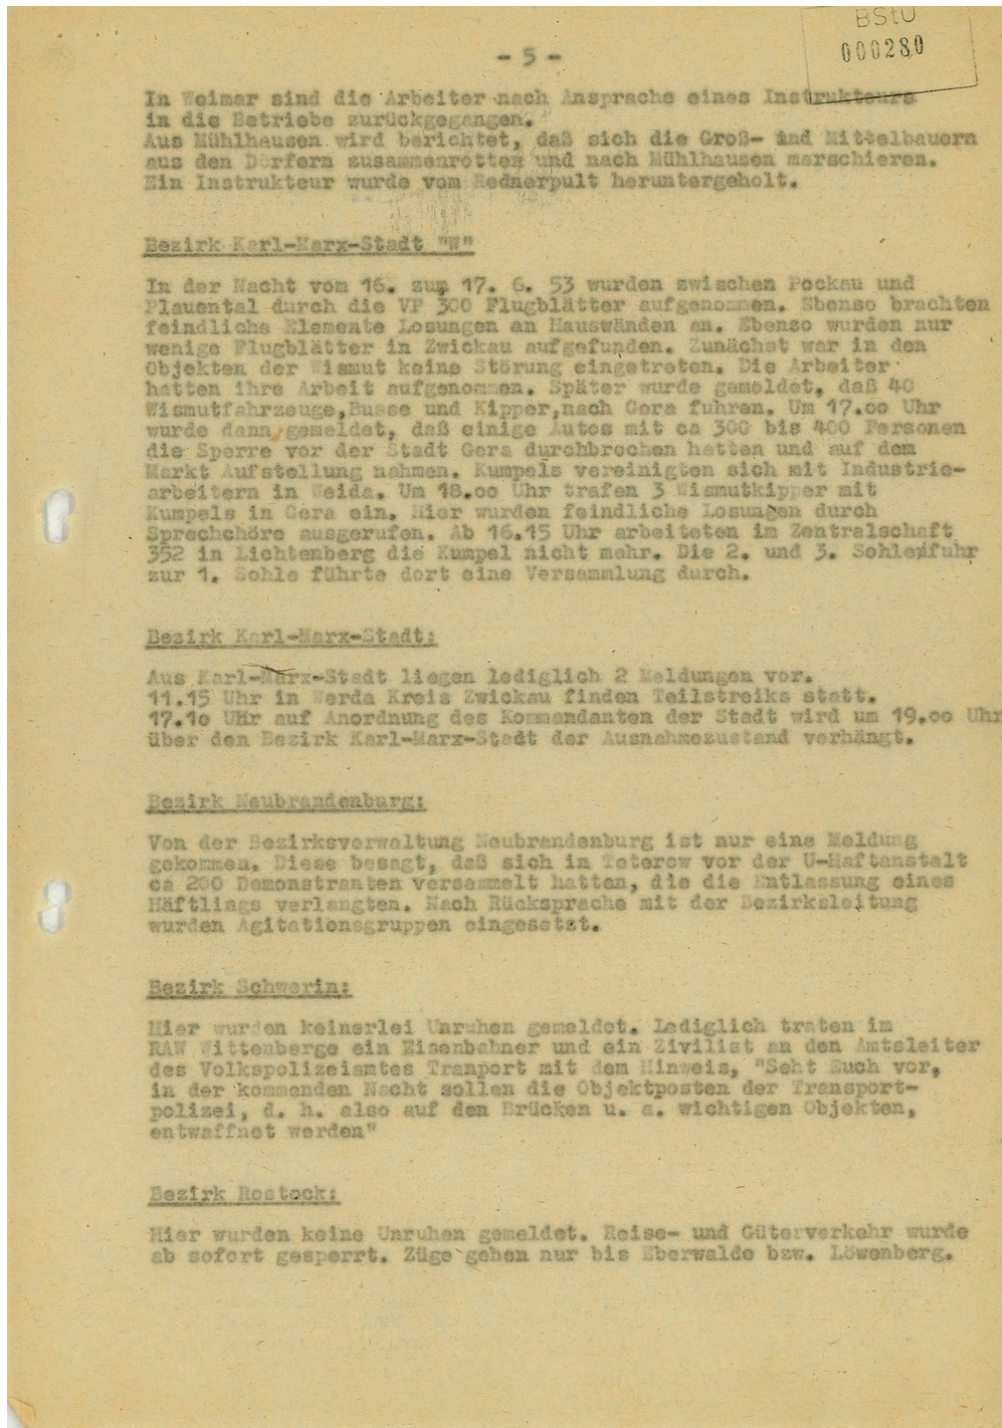 BStU
000280
- 5 -
In Weimar sind die Arbeiter nach Ansprache eines Instrukteurs
in die Betriebe zurückgegangen.
Aus Mühlhausen wird berichtet, daß sich die Groß- und Mittelbauern
aus den Dörfern zusammenrotten und nach Mühlhausen marschieren.
Ein Instrukteur wurde vom Rednerpult heruntergeholt.
Bezirk Karl-Marx-Stadt "W"
In der Nacht vom 16. zum 17. 6. 53 wurden zwischen Pockau und
Plauental durch die VP 300 Flugblätter aufgenommen. Ebenso brachten
feindliche Elemente Losungen an Hauswänden an. Ebenso wurden nur
wenige Flugblätter in Zwickau aufgefunden. Zunächst war in den
Objekten der Wismut keine Störung eingetreten. Die Arbeiter
hatten ihre Arbeit aufgenommen. Später wurde gemeldet, daß 40
Wismutfahrzeuge,Busse und Kipper,nach Gera fuhren. Um 17.oo Uhr
wurde dann gemeldet, daß einige Autos mit ca 300 bis 400 Personen
die Sperre vor der Stadt Gera durchbrochen hatten und auf dem
Markt Aufstellung nahmen. Kumpels vereinigten sich mit Industrie-
arbeitern in Weida. Um 18.oo Uhr trafen 3 Wismutkipper mit
Kumpels in Gera ein. Hier wurden feindliche Losungen durch
Sprechchöre ausgerufen. Ab 16.15 Uhr arbeiteten im Zentralschaft
352 in Lichtenberg die Kumpel nicht mehr. Die 2. und 3. Sohle fuhr
zur 1. Sohle führte dort eine Versammlung durch.
Bezirk Karl-Marx-Stadt:
Aus Karl-Marx-Stadt liegen lediglich 2 Meldungen vor.
11.15 Uhr in Werda Kreis Zwickau finden Teilstreiks statt.
17.10 Uhr auf Anordnung des Kommandanten der Stadt wird um 19.oo Uhr
über den Bezirk Karl-Marx-Stadt der Ausnahmezustand verhängt.
Bezirk Neubrandenburg:
Von der Bezirksverwaltung Neubrandenburg ist nur eine Meldung
gekommen. Diese besagt, daß sich in Teterow vor der U-Haftanstalt
ca 200 Demonstranten versammelt hatten, die die Entlassung eines
Häftlings verlangten. Nach Rücksprache mit der Bezirksleitung
wurden Agitationsgruppen eingesetzt.
Bezirk Schwerin:
Hier wurden keinerlei Unruhen gemeldet. Lediglich traten im
RAW Wittenberge ein Eisenbahner und ein Zivilist an den Amtsleiter
des Volkspolizeiamtes Tranport mit dem Hinweis, "Seht Euch vor,
in der kommenden Nacht sollen die Objektposten der Transport-
polizei, d. h. also auf den Brücken u. a. wichtigen Objekten,
entwaffnet werden"
Bezirk Rostock:
Hier wurden keine Unruhen gemeldet. Reise- und Güterverkehr wurde
ab sofort gesperrt. Züge gehen nur bis Eberwalde bzw. Löwenberg.